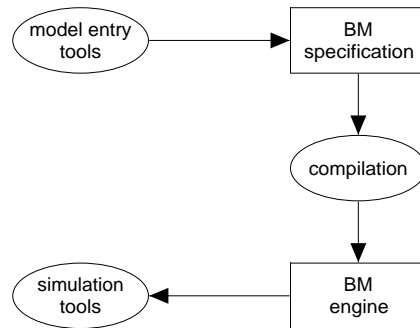 model entry
tools
BM
specification
compilation
simulation
tools
BM
engine